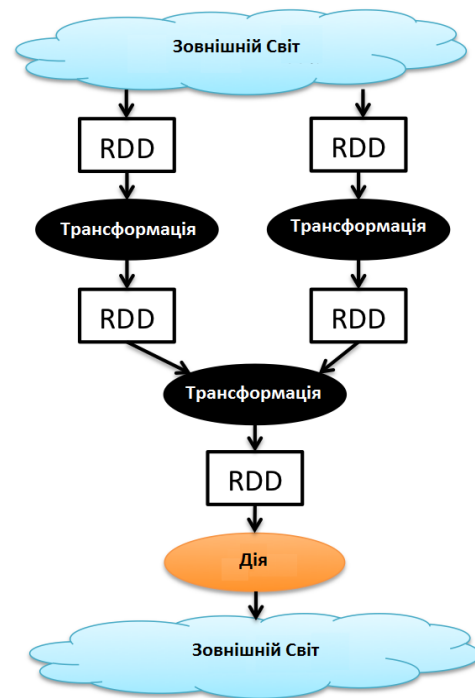 Зовнішній Світ
RDD
RDD
Трансформація
Трансформація
RDD
RDD
Трансформація
RDD
Дія
Зовнішній Світ